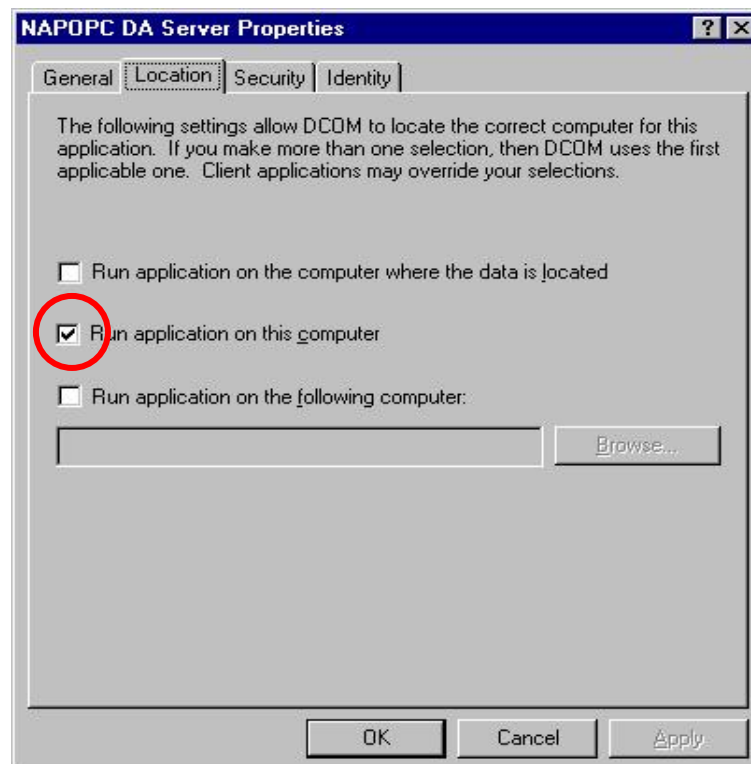 NAPOPC DA Server Properties
General Location Security Identity
The following settings allow DCOM to locate the correct computer for this
application. If you make more than one selection, then DCOM uses the first
applicable one. Client applications may override your selections.
Run application on the computer where the data is located
Run application on this computer
Run application on the following computer:
Browse...
OK Cancel Apply